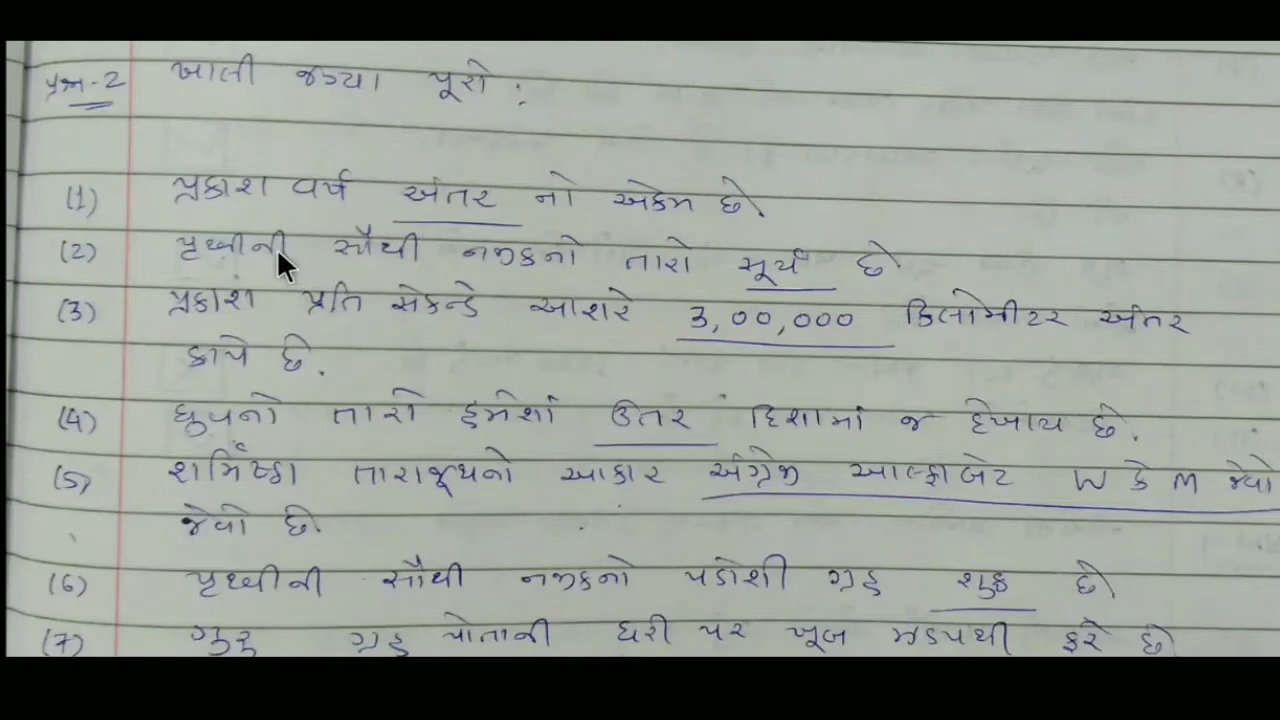 પ્રશ્ન-2 ખાલી જગ્યા પૂરો :
(1) પ્રકાશ વર્ષ અંતર નો એકમ છે.
(2) પૃથ્વીની સૌથી નજીકનો તારો સૂર્ય છે
(3) પ્રકાશ પ્રતિ સેકન્ડે આશરે 3,00,000 કિલોમીટર અંતર
કાપે છે.
(4) ધ્રુવનો તારો હંમેશાં ઉત્તર દિશામાં જ દેખાય છે.
(5) શર્મિષ્ઠા તારાજૂથનો આકાર અંગ્રેજી આલ્ફાબેટ W કે M જેવો
જેવો છે.
(6) પૃથ્વીની સૌથી નજીકનો પડોશી ગ્રહ શુક્ર છે
(7) ગુરુ ગ્રહ પોતાની ધરી પર ખૂબ ઝડપથી ફરે છે